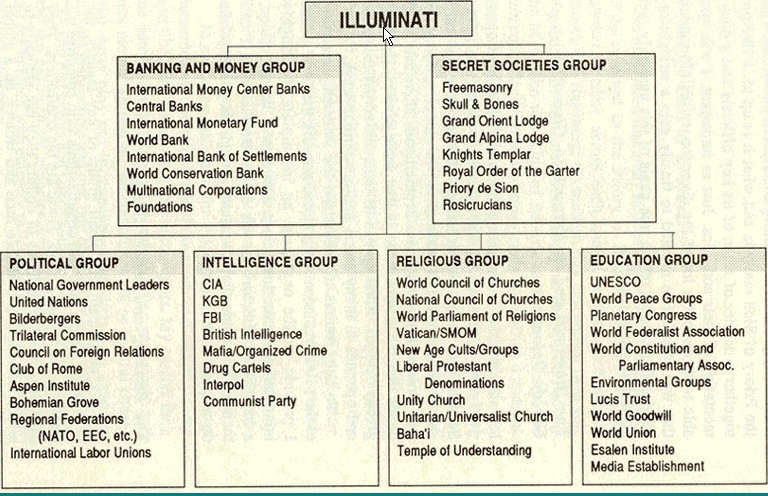 ILLUMINATI
BANKING AND MONEY GROUP
International Money Center Banks
Central Banks
International Monetary Fund
World Bank
International Bank of Settlements
World Conservation Bank
Multinational Corporations
Foundations
SECRET SOCIETIES GROUP
Freemasonry
Skull & Bones
Grand Orient Lodge
Grand Alpina Lodge
Knights Templar
Royal Order of the Garter
Priory de Sion
Rosicrucians
POLITICAL GROUP
National Government Leaders
United Nations
Bilderbergers
Trilateral Commission
Council on Foreign Relations
Club of Rome
Aspen Institute
Bohemian Grove
Regional Federations
(NATO, EEC, etc.)
International Labor Unions
INTELLIGENCE GROUP
CIA
KGB
FBI
British Intelligence
Mafia/Organized Crime
Drug Cartels
Interpol
Communist Party
RELIGIOUS GROUP
World Council of Churches
National Council of Churches
World Parliament of Religions
Vatican/SMOM
New Age Cults/Groups
Liberal Protestant
Denominations
Unity Church
Unitarian/Universalist Church
Baha'i
Temple of Understanding
EDUCATION GROUP
UNESCO
World Peace Groups
Planetary Congress
World Federalist Association
World Constitution and
Parliamentary Assoc.
Environmental Groups
Lucis Trust
World Goodwill
World Union
Esalen Institute
Media Establishment